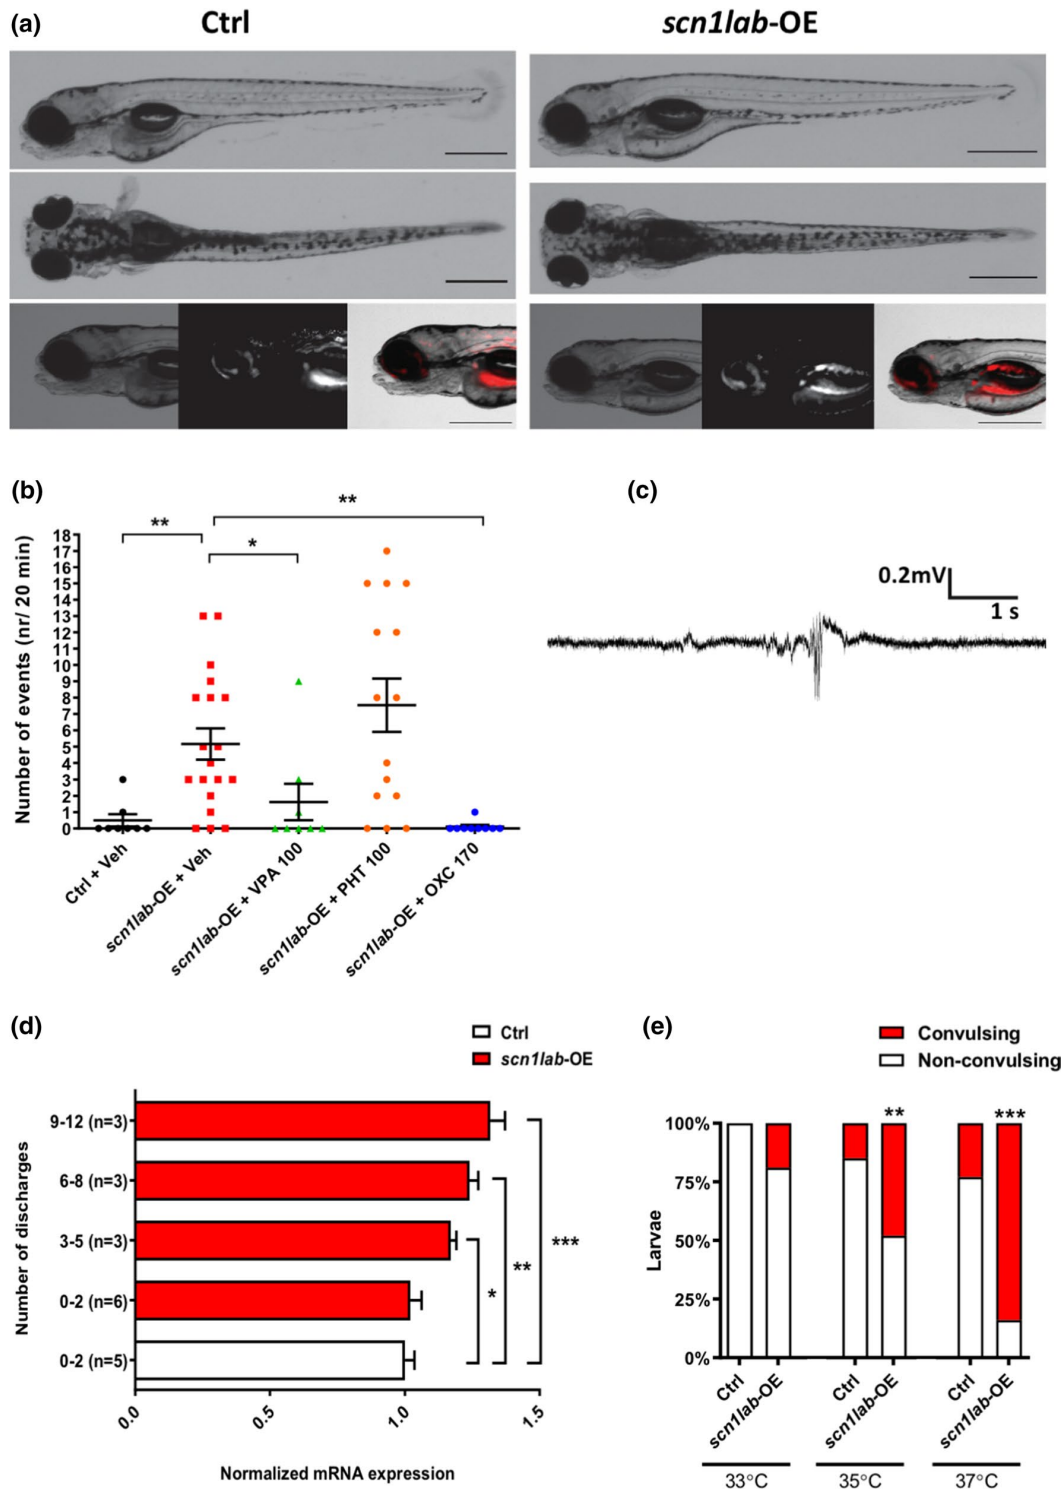 (a)
Ctrl
scn1lab-OE
(b)
**
**
*
Number of events (nr/ 20 min)
18
17
16
15
14
13
12
11
10
9
8
7
6
5
4
3
2
1
0
Ctrl + Veh
scn1lab-OE + Veh
scn1lab-OE + VPA 100
scn1lab-OE + PHT 100
scn1lab-OE + OXC 170
(c)
0.2mV
1 s
(d)
Ctrl
scn1lab-OE
Number of discharges
9-12 (n=3)
6-8 (n=3)
3-5 (n=3)
0-2 (n=6)
0-2 (n=5)
*
**
***
0.0
0.5
1.0
1.5
Normalized mRNA expression
(e)
Convulsing
Non-convulsing
Larvae
100%
75%
50%
25%
0%
**
***
Ctrl
scn1lab-OE
Ctrl
scn1lab-OE
Ctrl
scn1lab-OE
33°C
35°C
37°C